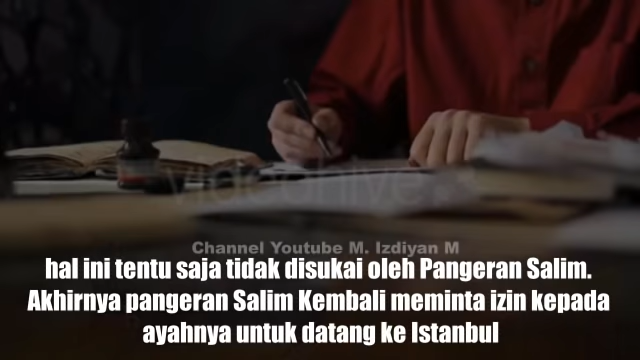 videohive
Channel Youtube M. Izdiyan M
hal ini tentu saja tidak disukai oleh Pangeran Salim.
Akhirnya pangeran Salim Kembali meminta izin kepada
ayahnya untuk datang ke Istanbul